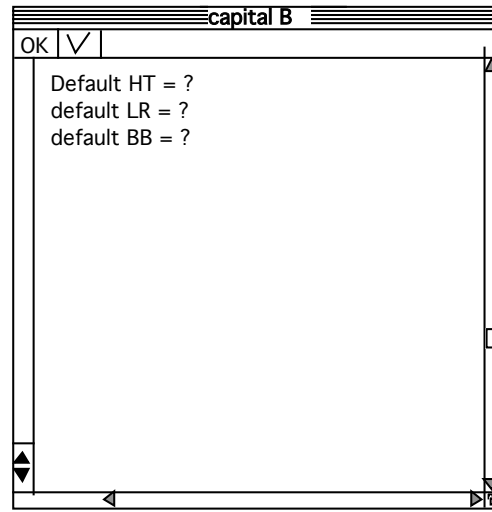 capital B
OK
Default HT = ?
default LR = ?
default BB = ?